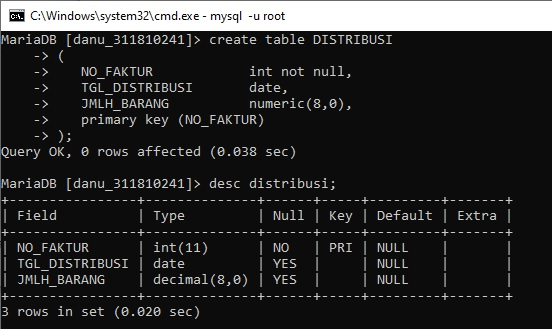 C:\Windows\system32\cmd.exe - mysql  -u root
MariaDB [danu_311810241]> create table DISTRIBUSI
    -> (
    ->    NO_FAKTUR            int not null,
    ->    TGL_DISTRIBUSI       date,
    ->    JMLH_BARANG          numeric(8,0),
    ->    primary key (NO_FAKTUR)
    -> );
Query OK, 0 rows affected (0.038 sec)

MariaDB [danu_311810241]> desc distribusi;
+----------------+--------------+------+-----+---------+-------+
| Field          | Type         | Null | Key | Default | Extra |
+----------------+--------------+------+-----+---------+-------+
| NO_FAKTUR      | int(11)      | NO   | PRI | NULL    |       |
| TGL_DISTRIBUSI | date         | YES  |     | NULL    |       |
| JMLH_BARANG    | decimal(8,0) | YES  |     | NULL    |       |
+----------------+--------------+------+-----+---------+-------+
3 rows in set (0.020 sec)